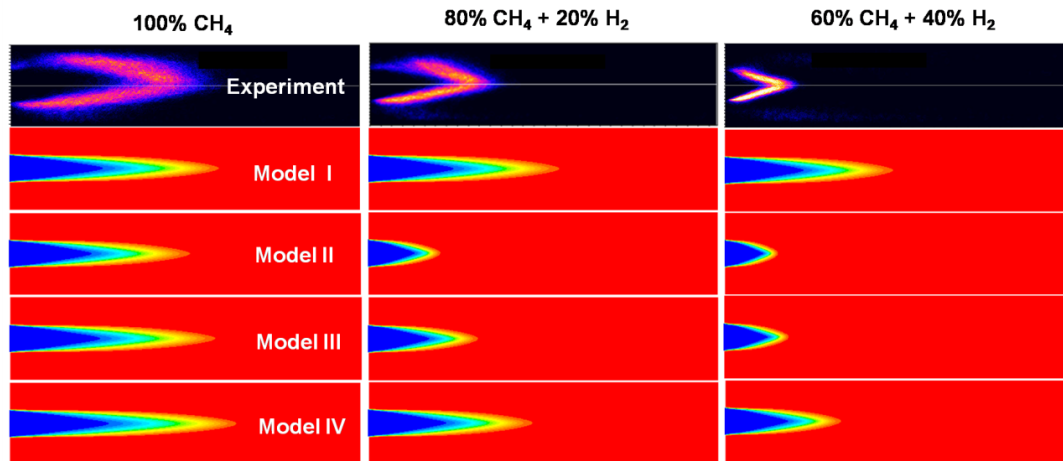 100% CH₄
80% CH₄ + 20% H₂
60% CH₄ + 40% H₂
Experiment
Model I
Model II
Model III
Model IV